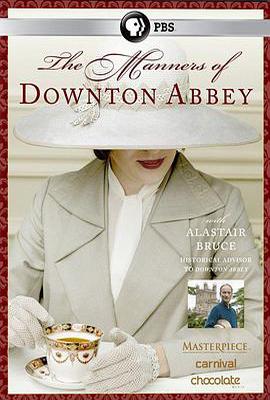 PBS
The Manners of
DOWNTON ABBEY
with
ALASTAIR
BRUCE
HISTORICAL ADVISOR
TO DOWNTON ABBEY
MASTERPIECE
carnival
chocolate